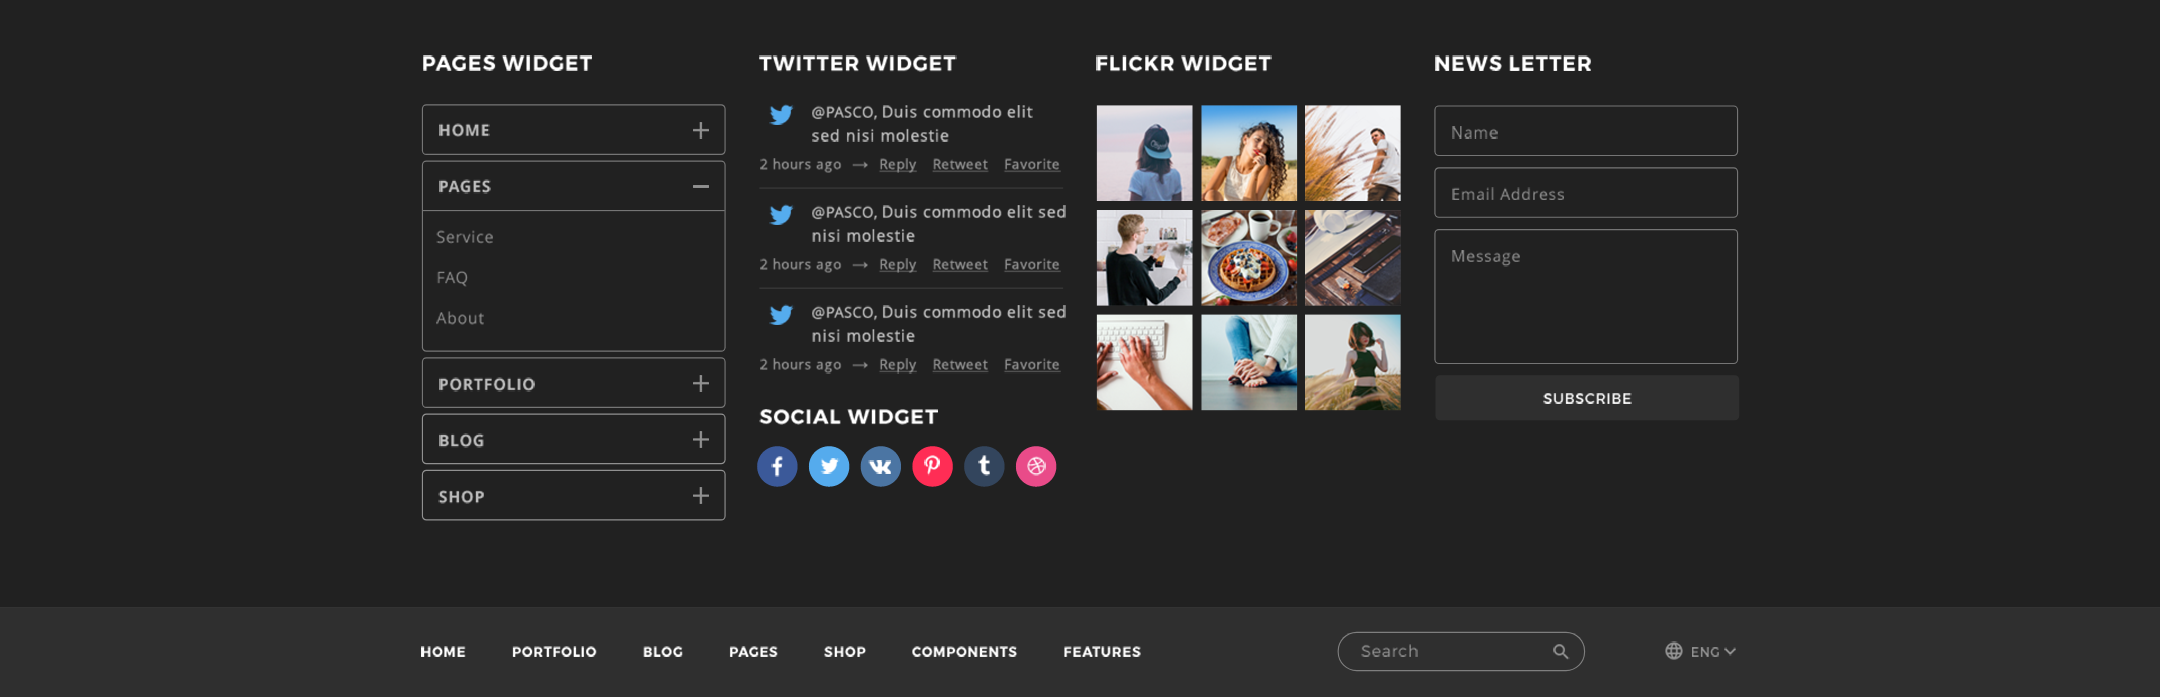 PAGES WIDGET
HOME
PAGES
Service
FAQ
About
PORTFOLIO
BLOG
SHOP
TWITTER WIDGET
@PASCO, Duis commodo elit
sed nisi molestie
2 hours ago → Reply Retweet Favorite
@PASCO, Duis commodo elit sed
nisi molestie
2 hours ago → Reply Retweet Favorite
@PASCO, Duis commodo elit sed
nisi molestie
2 hours ago → Reply Retweet Favorite
SOCIAL WIDGET
FLICKR WIDGET
NEWS LETTER
Name
Email Address
Message
SUBSCRIBE
HOME PORTFOLIO BLOG PAGES SHOP COMPONENTS FEATURES Search ENG